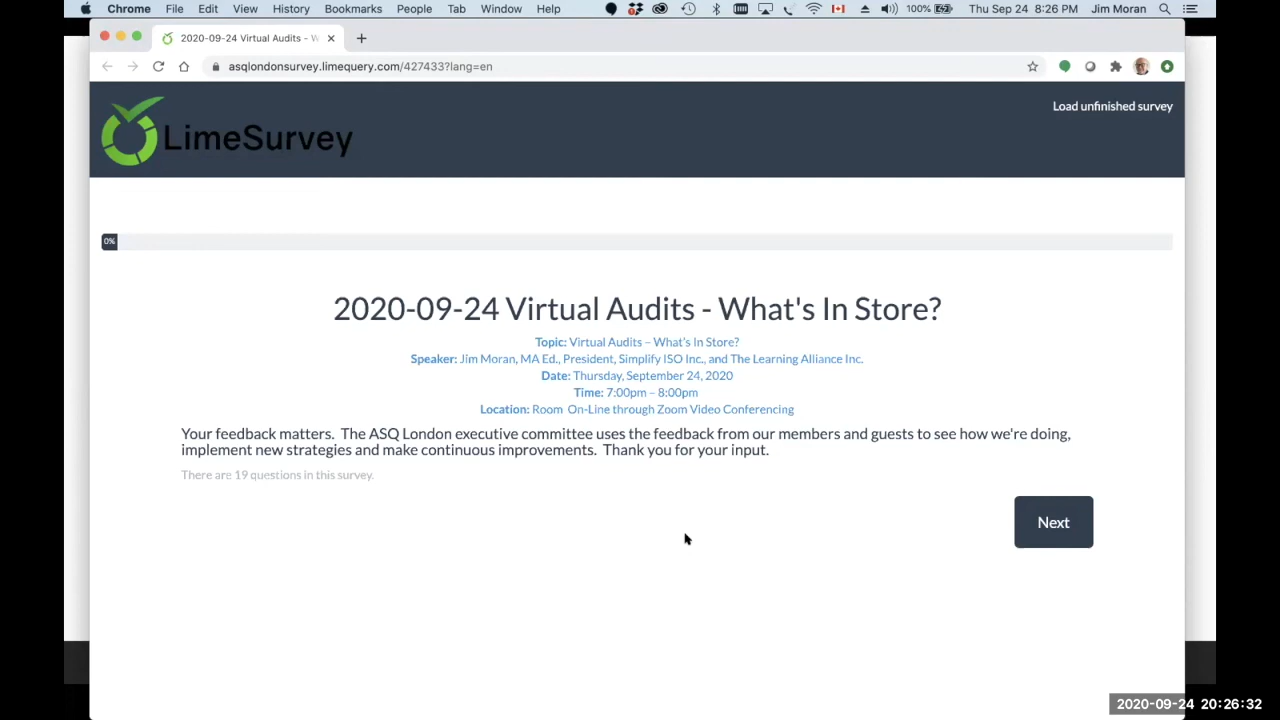 Chrome File Edit View History Bookmarks People Tab Window Help 100% Thu Sep 24 8:26 PM Jim Moran
2020-09-24 Virtual Audits - W
asqlondonsurvey.limequery.com/427433?lang=en
LimeSurvey
Load unfinished survey
0%
2020-09-24 Virtual Audits - What's In Store?
Topic: Virtual Audits – What's In Store?
Speaker: Jim Moran, MA Ed., President, Simplify ISO Inc., and The Learning Alliance Inc.
Date: Thursday, September 24, 2020
Time: 7:00pm – 8:00pm
Location: Room On-Line through Zoom Video Conferencing
Your feedback matters. The ASQ London executive committee uses the feedback from our members and guests to see how we're doing,
implement new strategies and make continuous improvements. Thank you for your input.
There are 19 questions in this survey.
Next
2020-09-24 20:26:32